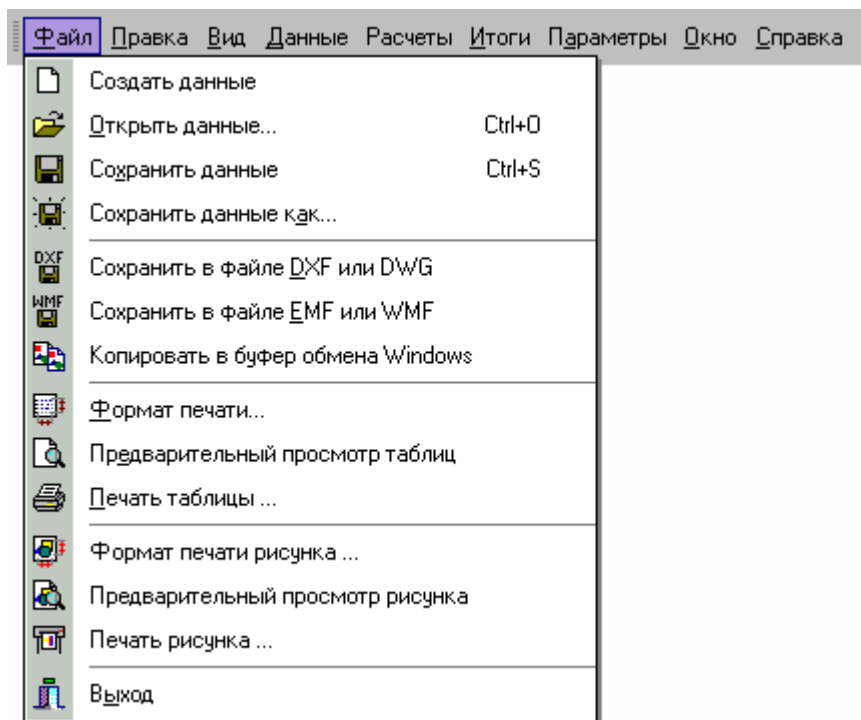 Файл Правка Вид Данные Расчеты Итоги Параметры Окно Справка
Создать данные
Открыть данные... Ctrl+O
Сохранить данные Ctrl+S
Сохранить данные как...
DXF
Сохранить в файле DXF или DWG
WMF
Сохранить в файле EMF или WMF
Копировать в буфер обмена Windows
Формат печати...
Предварительный просмотр таблиц
Печать таблицы ...
Формат печати рисунка ...
Предварительный просмотр рисунка
Печать рисунка ...
Выход